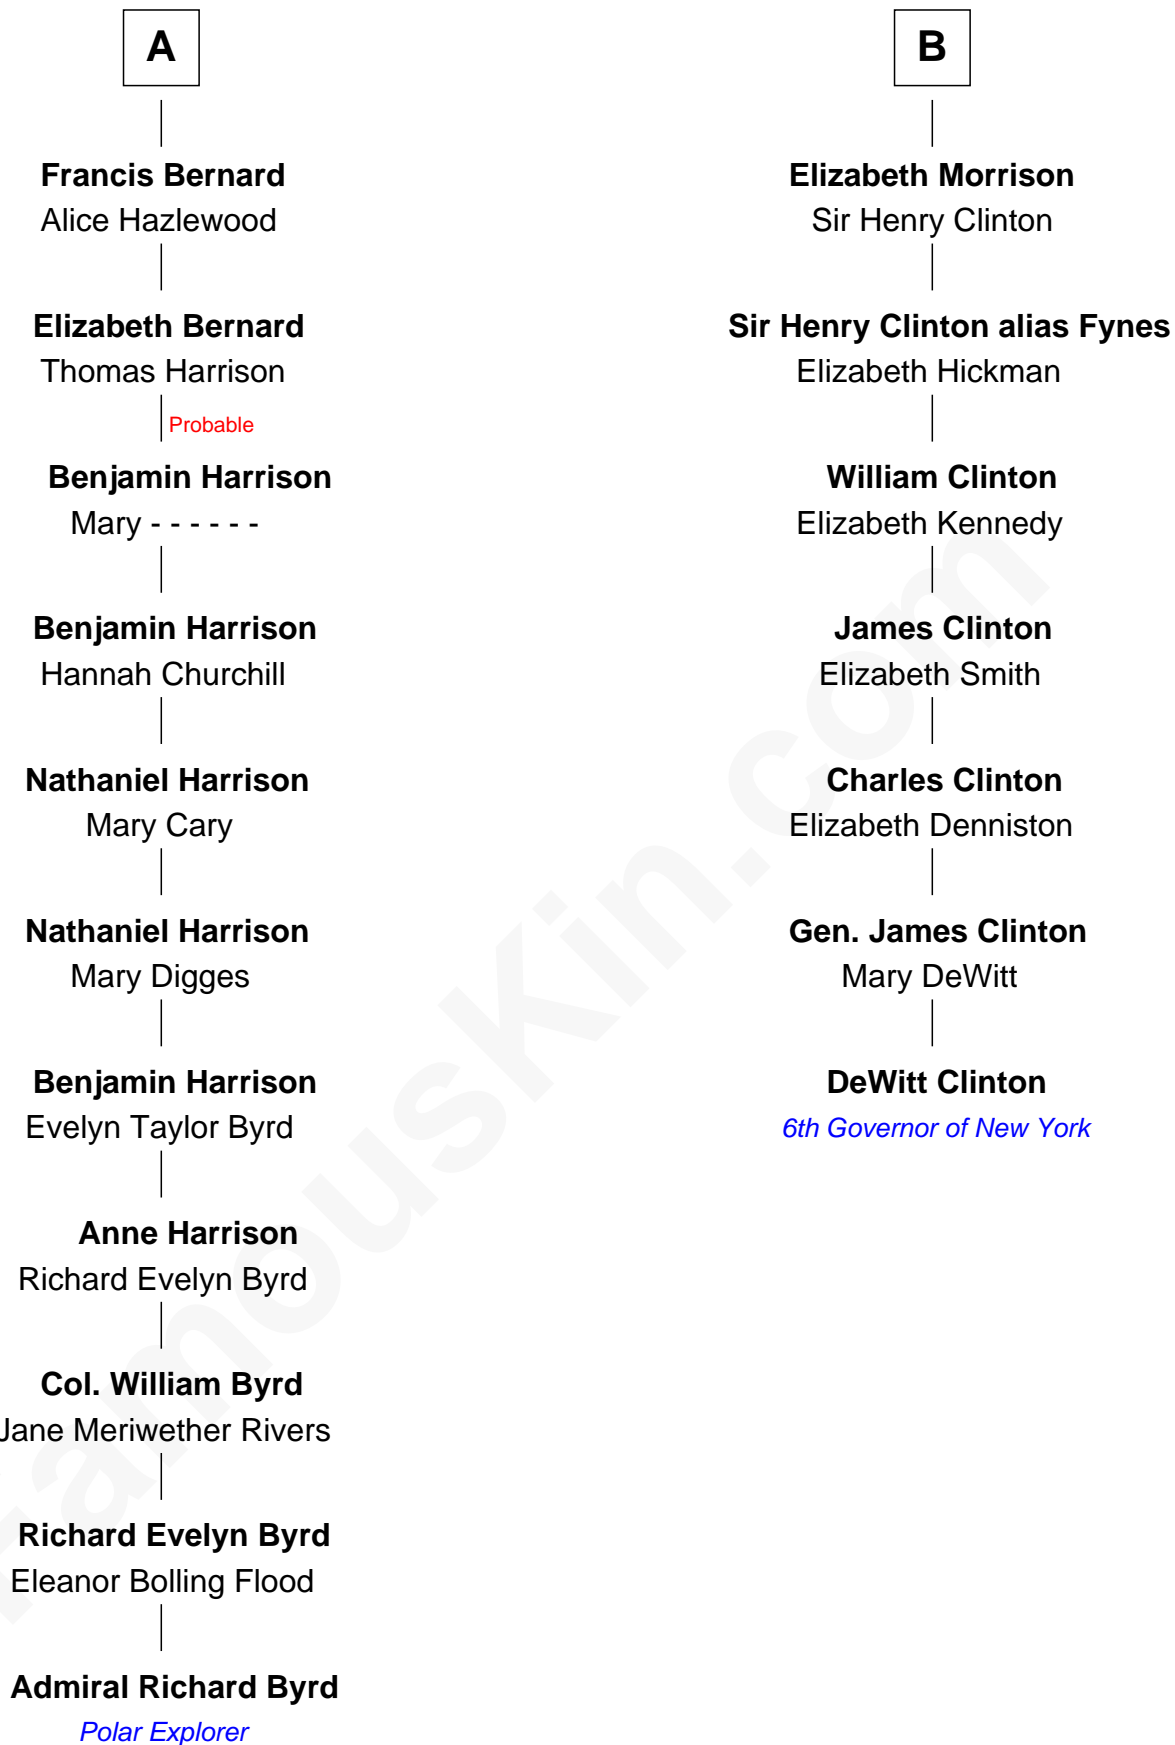 A
Francis Bernard
Alice Hazlewood
Elizabeth Bernard
Thomas Harrison
Probable
Benjamin Harrison
Mary - - - - - -
Benjamin Harrison
Hannah Churchill
Nathaniel Harrison
Mary Cary
Nathaniel Harrison
Mary Digges
Benjamin Harrison
Evelyn Taylor Byrd
Anne Harrison
Richard Evelyn Byrd
Col. William Byrd
Jane Meriwether Rivers
Richard Evelyn Byrd
Eleanor Bolling Flood
Admiral Richard Byrd
Polar Explorer
B
Elizabeth Morrison
Sir Henry Clinton
Sir Henry Clinton alias Fynes
Elizabeth Hickman
William Clinton
Elizabeth Kennedy
James Clinton
Elizabeth Smith
Charles Clinton
Elizabeth Denniston
Gen. James Clinton
Mary DeWitt
DeWitt Clinton
6th Governor of New York
FamousKin.com